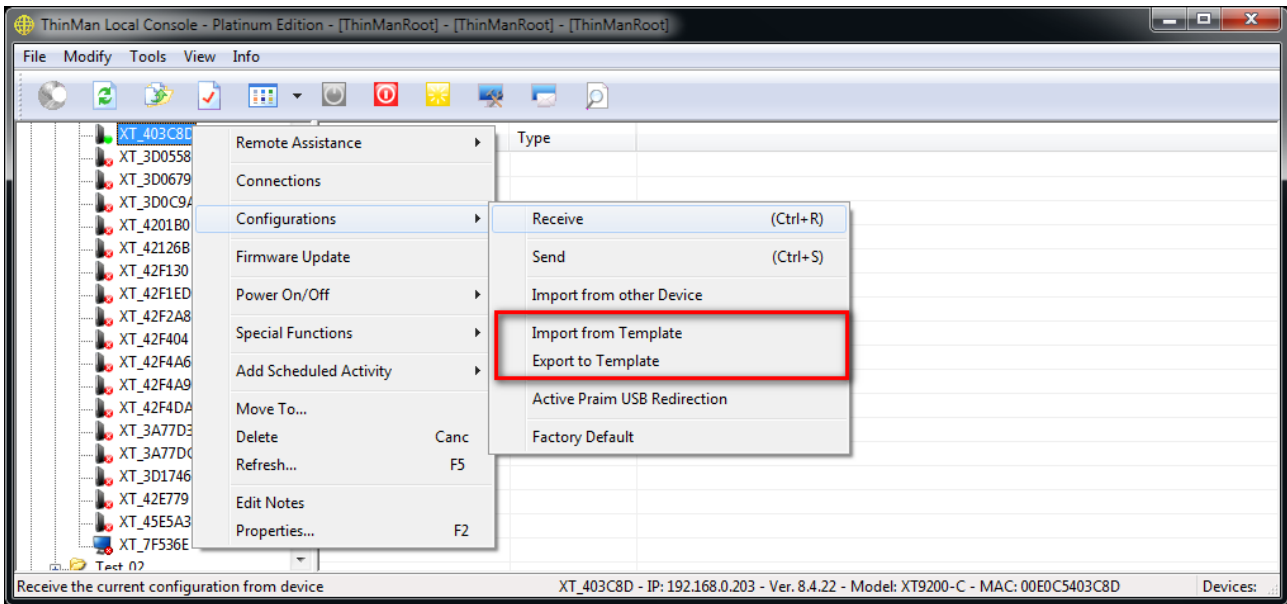 ThinMan Local Console - Platinum Edition - [ThinManRoot] - [ThinManRoot] - [ThinManRoot]
File Modify Tools View Info
Type
XT_403C8D
XT_3D0558
XT_3D0679
XT_3D0C9A
XT_4201B0
XT_42126B
XT_42F130
XT_42F1ED
XT_42F2A8
XT_42F404
XT_42F4A6
XT_42F4A9
XT_42F4DA
XT_3A77D3
XT_3A77D
XT_3D1746
XT_42E779
XT_45E5A3
XT_7F536E
Test_02
Remote Assistance
Connections
Configurations
Firmware Update
Power On/Off
Special Functions
Add Scheduled Activity
Move To...
Delete Canc
Refresh... F5
Edit Notes
Properties... F2
Receive (Ctrl+R)
Send (Ctrl+S)
Import from other Device
Import from Template
Export to Template
Active Praim USB Redirection
Factory Default
Receive the current configuration from device
XT_403C8D - IP: 192.168.0.203 - Ver. 8.4.22 - Model: XT9200-C - MAC: 00E0C5403C8D
Devices: